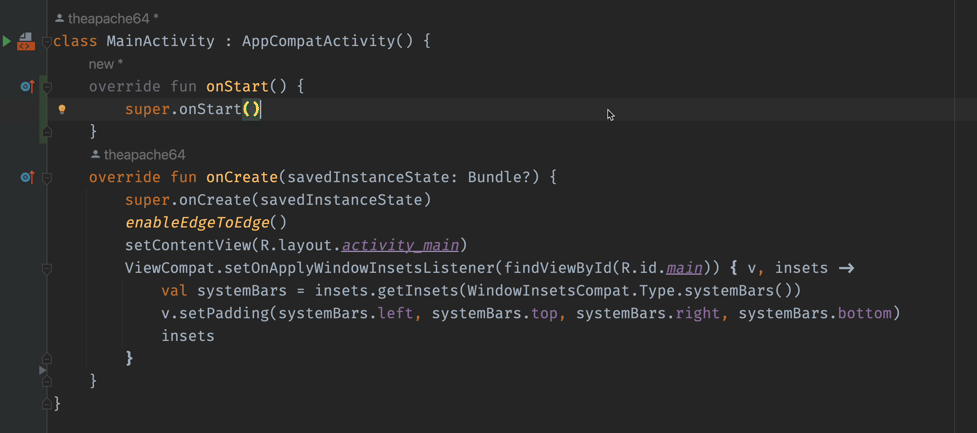 theapache64 *
class MainActivity : AppCompatActivity() {
new *
override fun onStart() {
super.onStart()
}
theapache64
override fun onCreate(savedInstanceState: Bundle?) {
super.onCreate(savedInstanceState)
enableEdgeToEdge()
setContentView(R.layout.activity_main)
ViewCompat.setOnApplyWindowInsetsListener(findViewById(R.id.main)) { v, insets →
val systemBars = insets.getInsets(WindowInsetsCompat.Type.systemBars())
v.setPadding(systemBars.left, systemBars.top, systemBars.right, systemBars.bottom)
insets
}
}
}